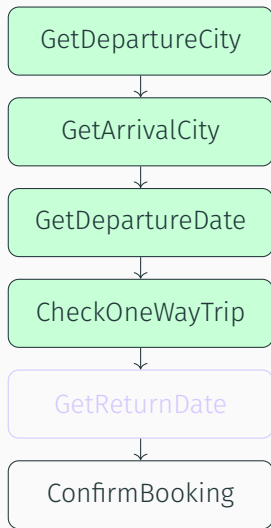 GetDepartureCity
GetArrivalCity
GetDepartureDate
CheckOneWayTrip
GetReturnDate
ConfirmBooking